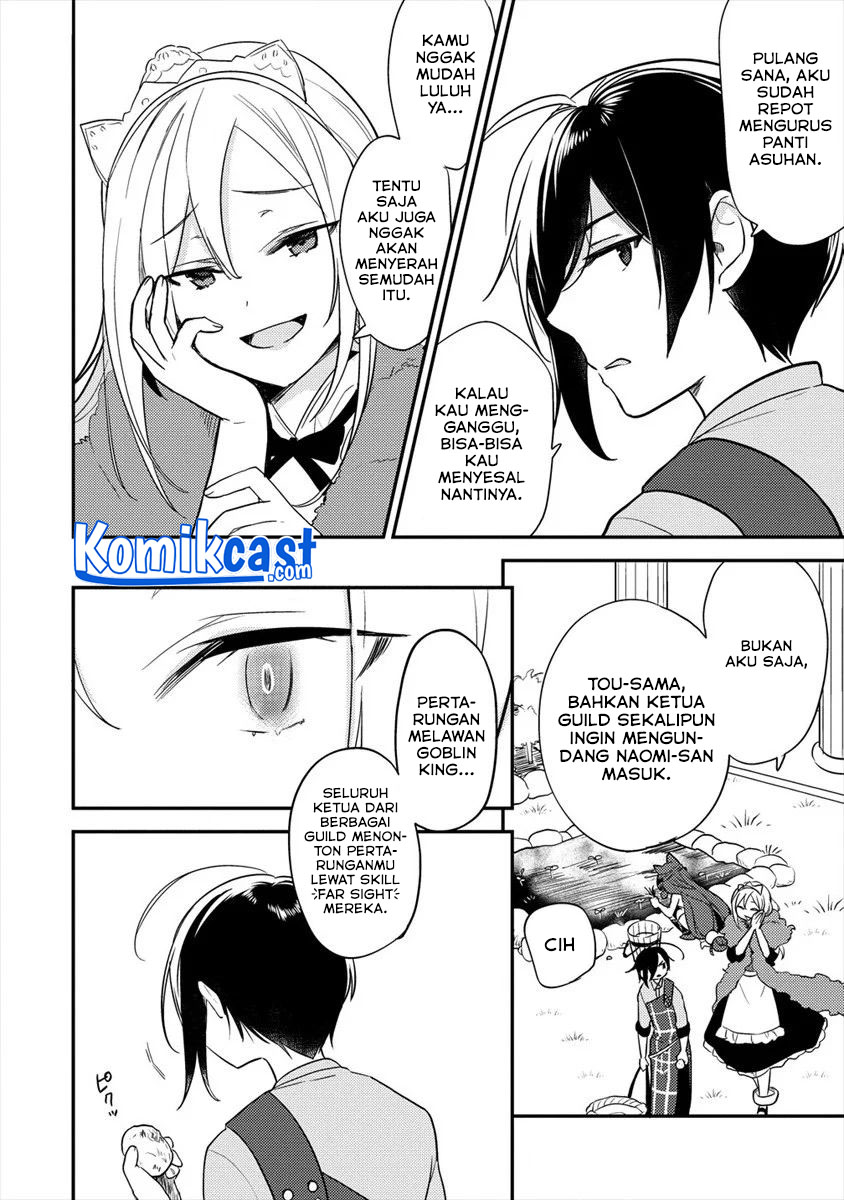 PULANG
SANA, AKU
SUDAH
REPOT
MENGURUS
PANTI
ASUHAN.
KALAU
KAU MENG-
GANGGU,
BISA-BISA
KAU
MENYESAL
NANTINYA.
KAMU
NGGAK
MUDAH
LULUH
YA...
TENTU
SAJA
AKU JUGA
NGGAK
AKAN
MENYERAH
SEMUDAH
ITU.
Komikcast
.com
BUKAN
AKU SAJA,
TOU-SAMA,
BAHKAN KETUA
GUILD SEKALIPUN
INGIN MENGUN-
DANG NAOMI-SAN
MASUK.
CIH
PERTA-
RUNGAN
MELAWAN
GOBLIN
KING...
SELURUH
KETUA DARI
BERBAGAI
GUILD MENON-
TON PERTA-
RUNGANMU
LEWAT SKILL
FAR SIGHT
MEREKA.
ピクッ